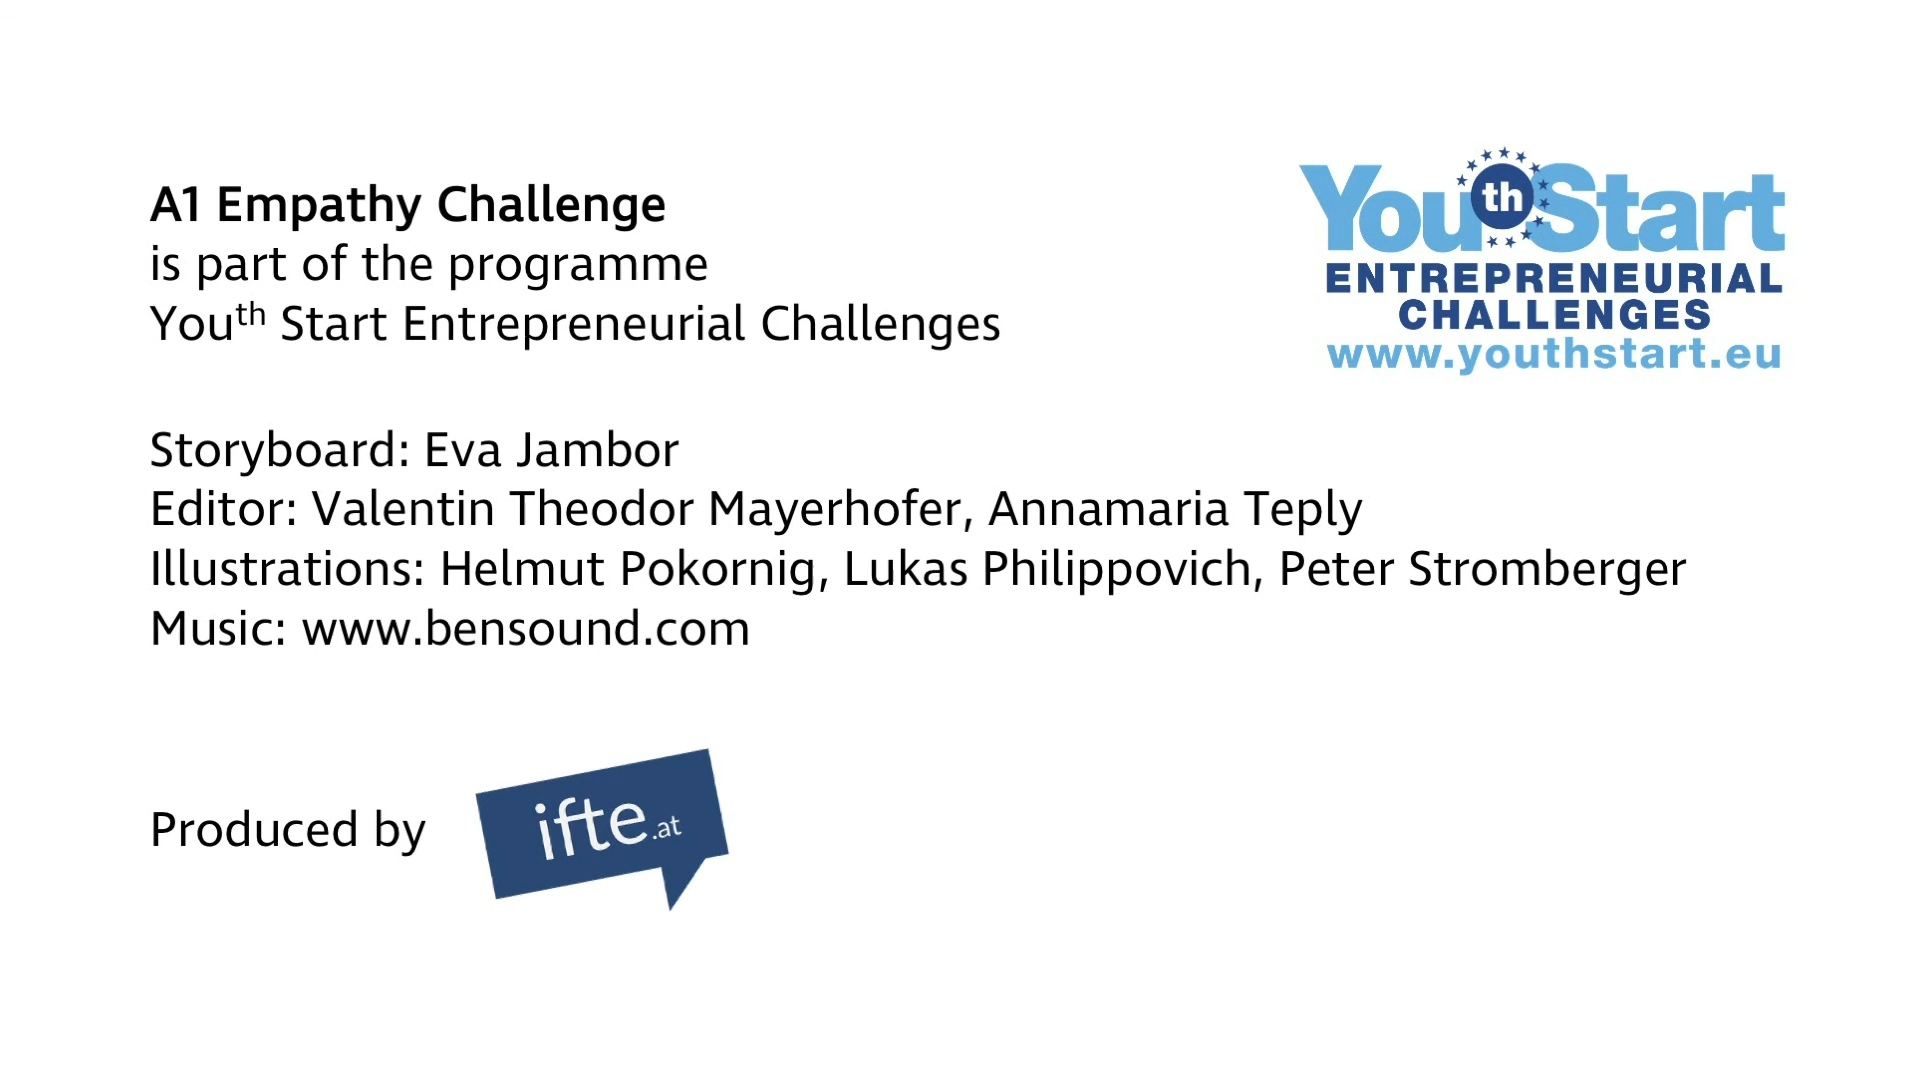 A1 Empathy Challenge
is part of the programme
Youth Start Entrepreneurial Challenges
YouthStart
ENTREPRENEURIAL
CHALLENGES
www.youthstart.eu
Storyboard: Eva Jambor
Editor: Valentin Theodor Mayerhofer, Annamaria Teply
Illustrations: Helmut Pokornig, Lukas Philippovich, Peter Stromberger
Music: www.bensound.com
Produced by
ifte.at